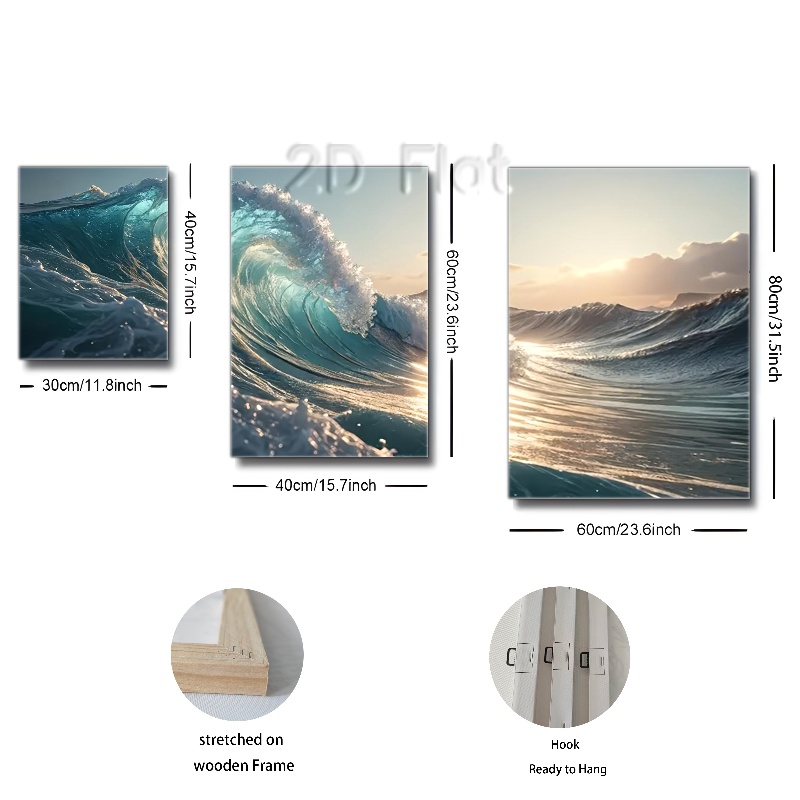 2D Flat
40cm/15.7inch
30cm/11.8inch
60cm/23.6inch
40cm/15.7inch
80cm/31.5inch
60cm/23.6inch
stretched on
wooden Frame
Hook
Ready to Hang